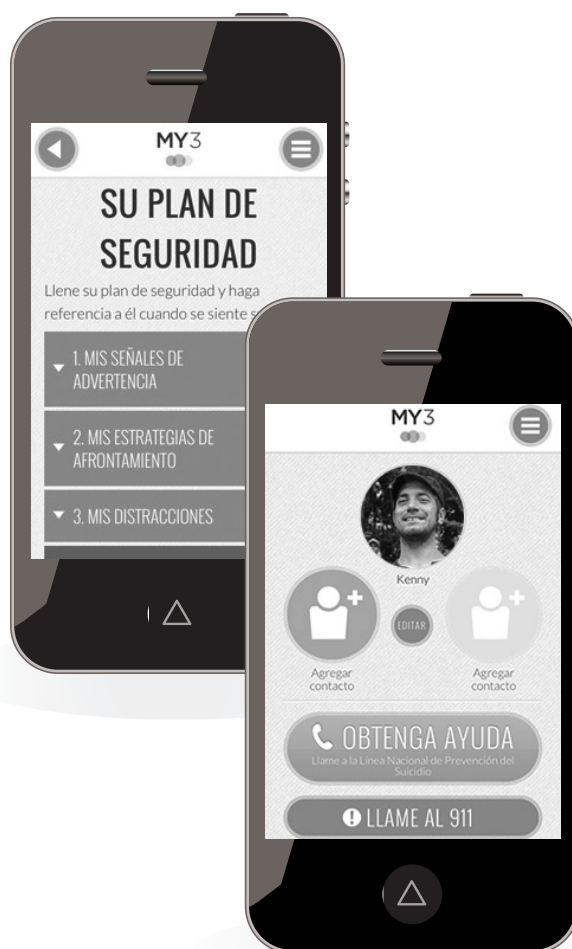 MY3
SU PLAN DE
SEGURIDAD
Llene su plan de seguridad y haga
referencia a él cuando se siente
1. MIS SEÑALES DE
ADVERTENCIA
2. MIS ESTRATEGIAS DE
AFRONTAMIENTO
3. MIS DISTRACCIONES
MY3
Kenny
EDITAR
Agregar
contacto
Agregar
contacto
OBTENGA AYUDA
Llame a la Línea Nacional de Prevención del
Suicidio
LLAME AL 911